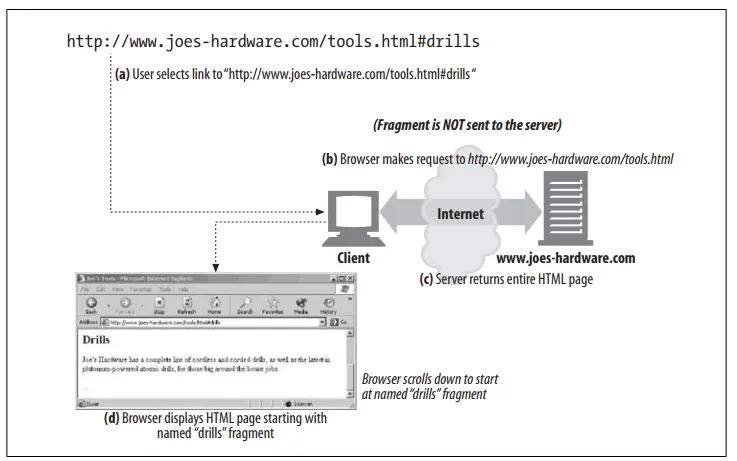 http://www.joes-hardware.com/tools.html#drills
(a) User selects link to “http://www.joes-hardware.com/tools.html#drills“
(Fragment is NOT sent to the server)
(b) Browser makes request to http://www.joes-hardware.com/tools.html
Internet
Client
www.joes-hardware.com
(c) Server returns entire HTML page
Joe's Tools - Microsoft Internet Explorer
File Edit View Favorites Tools Help
Back Forward Stop Refresh Home Search Favorites Media History
Address http://www.joes-hardware.com/tools.html#drills Go
Drills
Joe's Hardware has a complete line of cordless and corded drills, as well as the latest in
plutonium-powered atomic drills, for those big around the house jobs
...
Done Internet
Browser scrolls down to start
at named “drills” fragment
(d) Browser displays HTML page starting with
named “drills” fragment